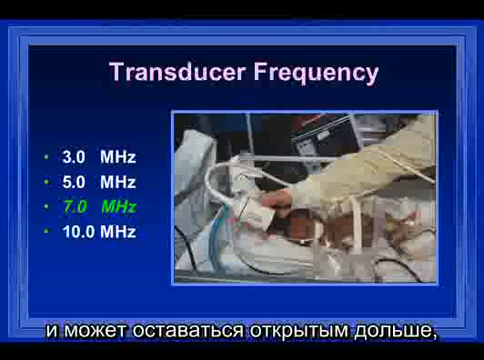 Transducer Frequency
• 3.0 MHz
• 5.0 MHz
• 7.0 MHz
• 10.0 MHz
и может оставаться открытым дольше,